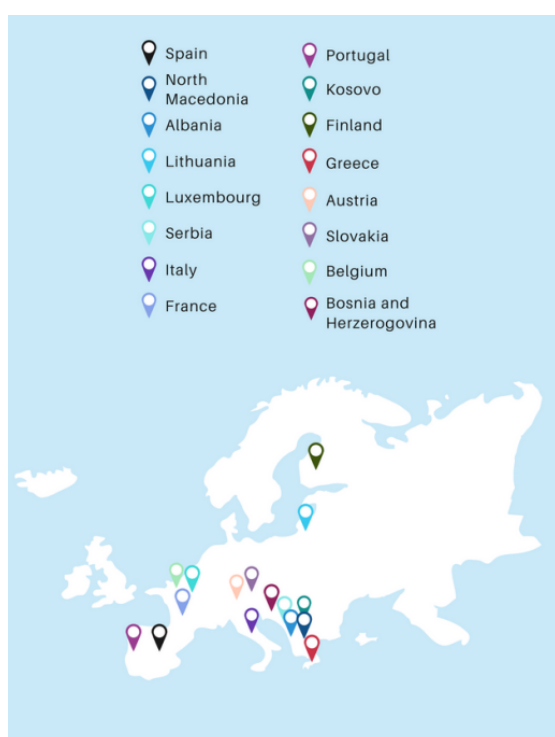 Spain
North
Macedonia
Albania
Lithuania
Luxembourg
Serbia
Italy
France
Portugal
Kosovo
Finland
Greece
Austria
Slovakia
Belgium
Bosnia and
Herzerogovina